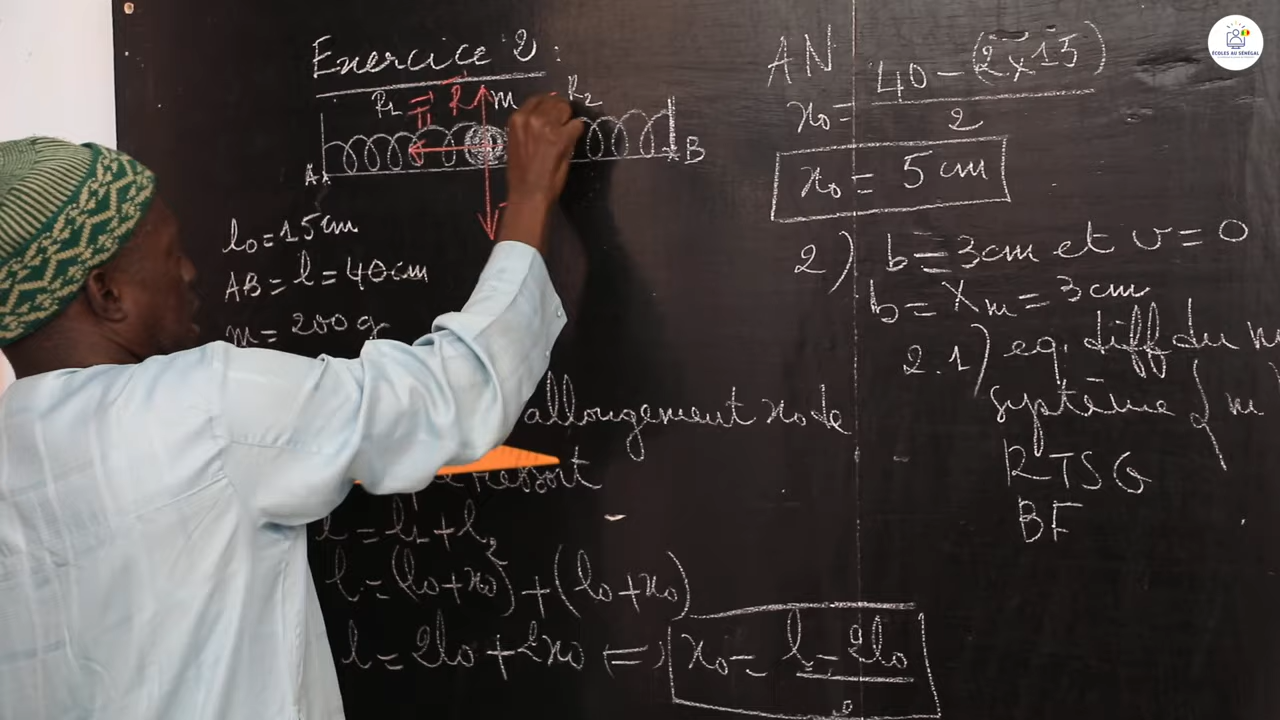 Exercice 2 :
R1 T1 R m R2
A B
l0 = 15 cm
AB = l = 40 cm
m = 200 g
allongement x0 de
ressort
l = l1 + l2
l = (l0 + x0) + (l0 + x0)
l = 2l0 + 2x0 <=> x0 = l - 2l0
2
AN
x0 = 40 - (2 x 15)
2
x0 = 5 cm
2) b = 3 cm et v = 0
b = Xm = 3 cm
2.1) eq. diff du m
système { m
RTSG
BF
ÉCOLES AU SÉNÉGAL